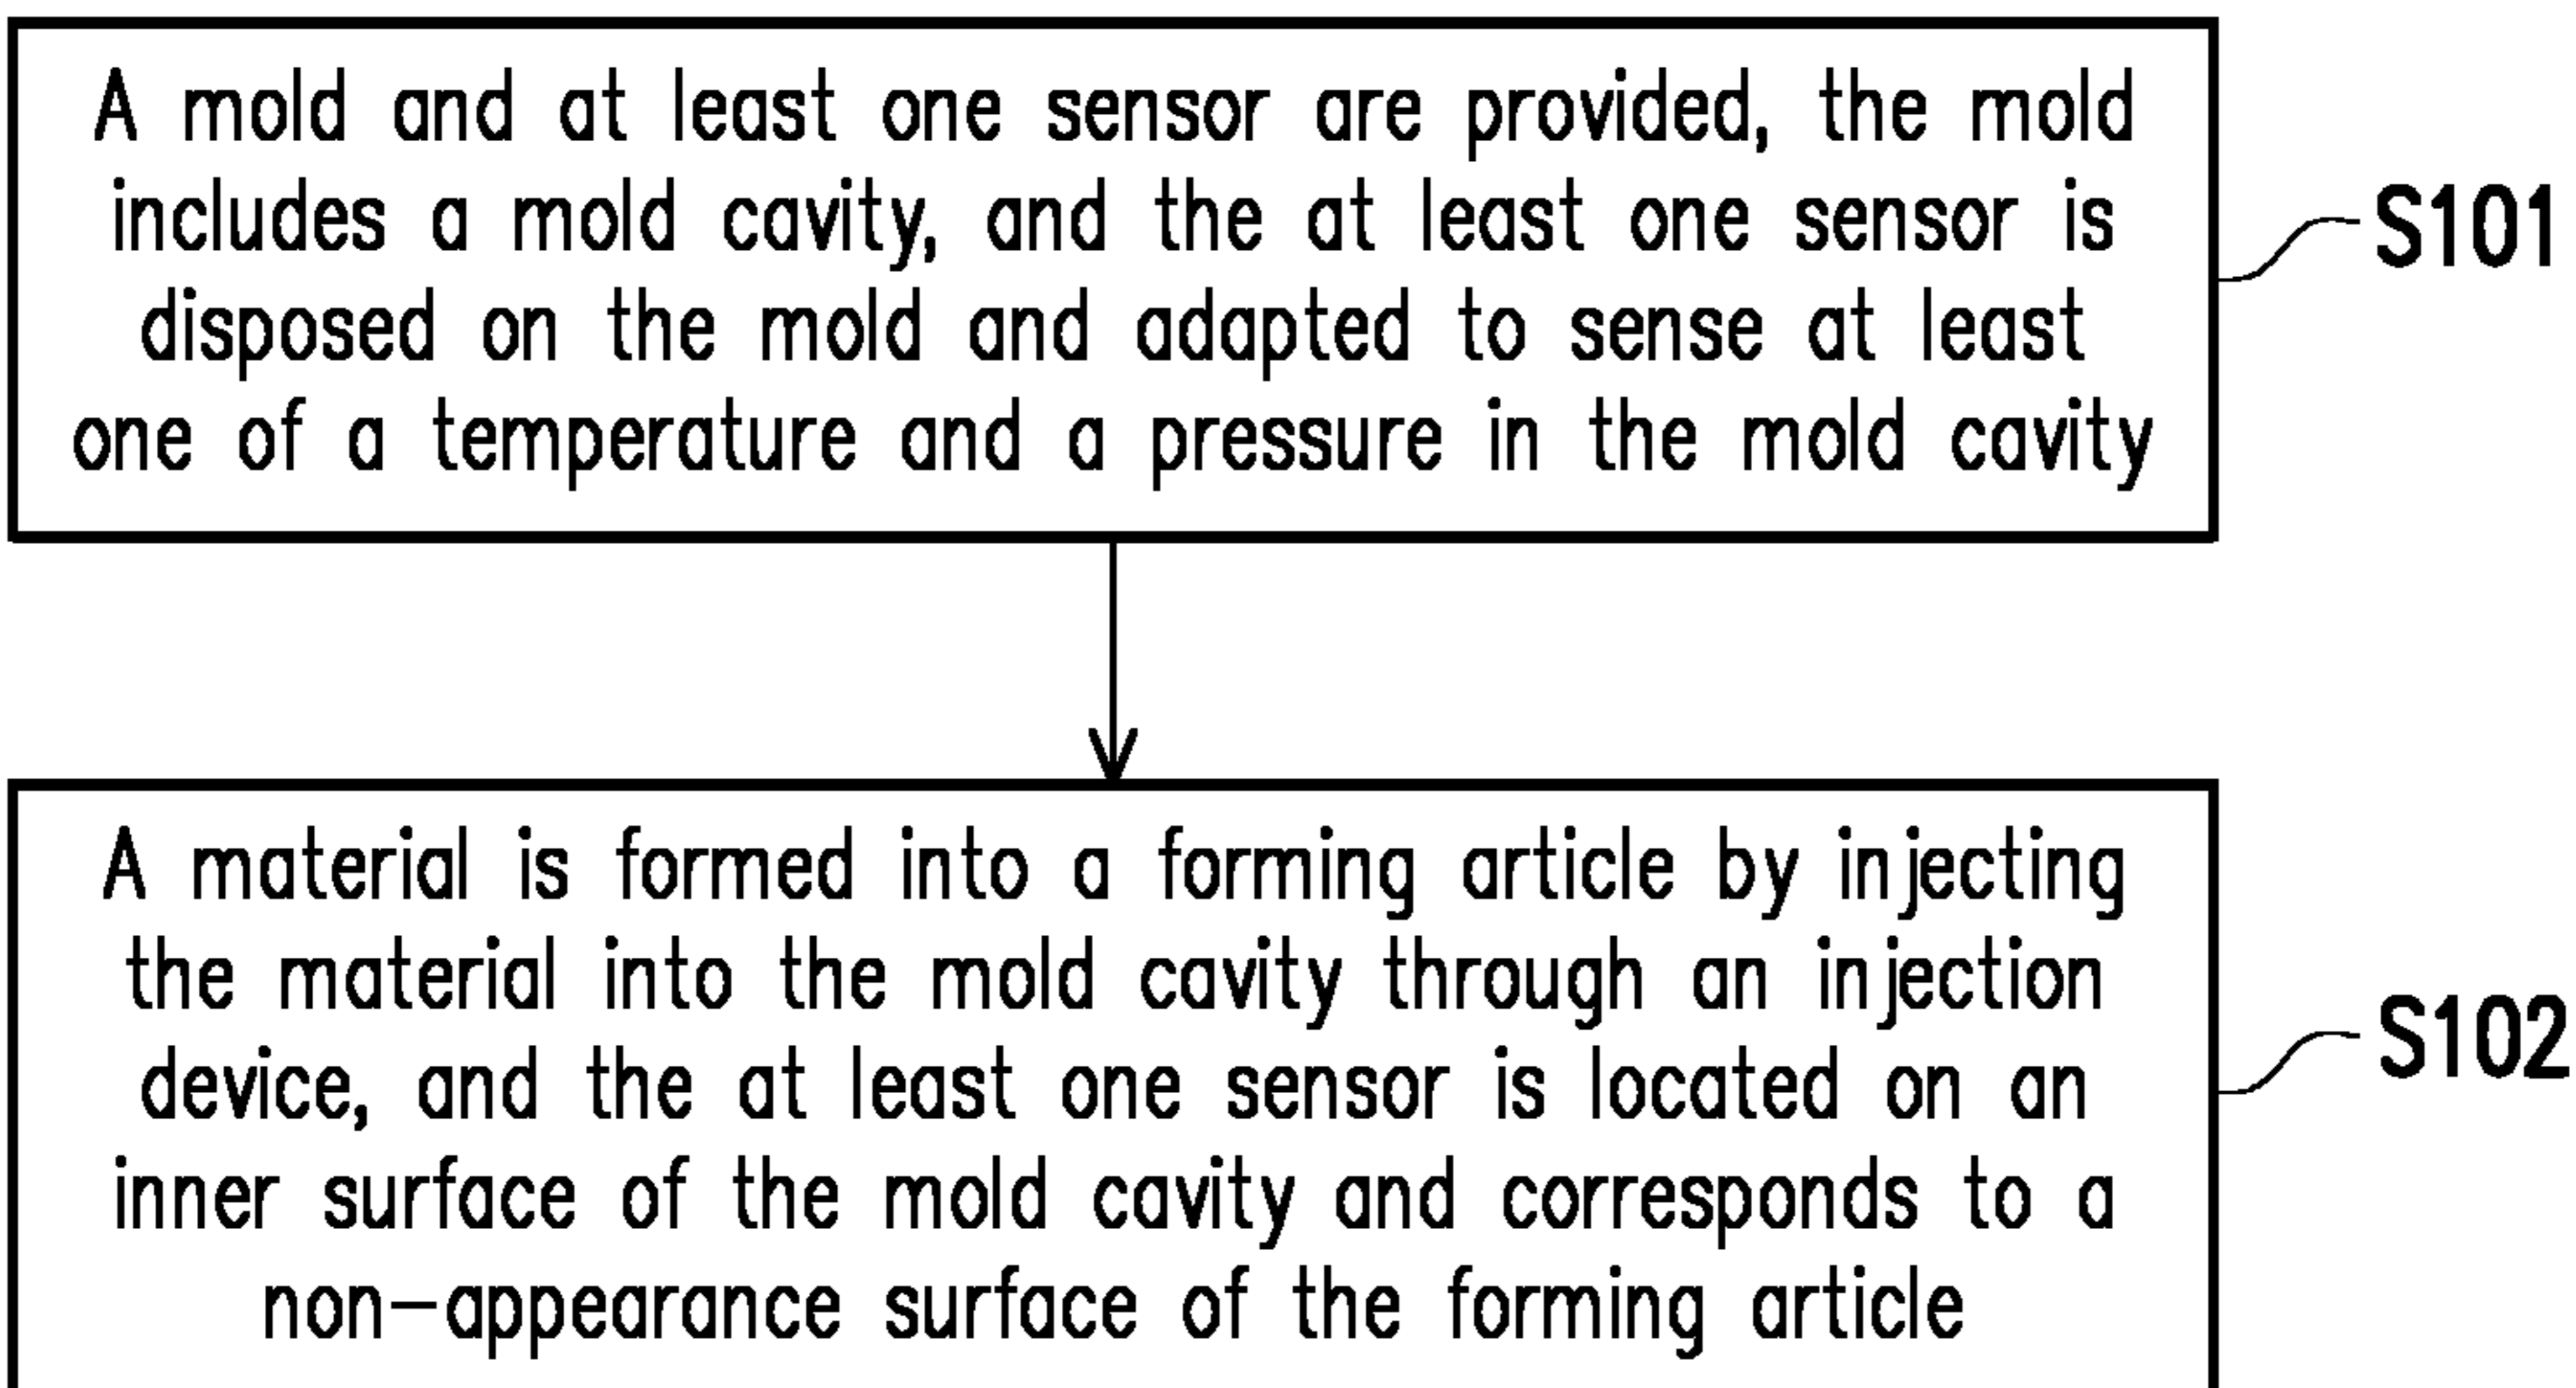 A mold and at least one sensor are provided, the mold
includes a mold cavity, and the at least one sensor is
disposed on the mold and adapted to sense at least
one of a temperature and a pressure in the mold cavity
S101
A material is formed into a forming article by injecting
the material into the mold cavity through an injection
device, and the at least one sensor is located on an
inner surface of the mold cavity and corresponds to a
non-appearance surface of the forming article
S102